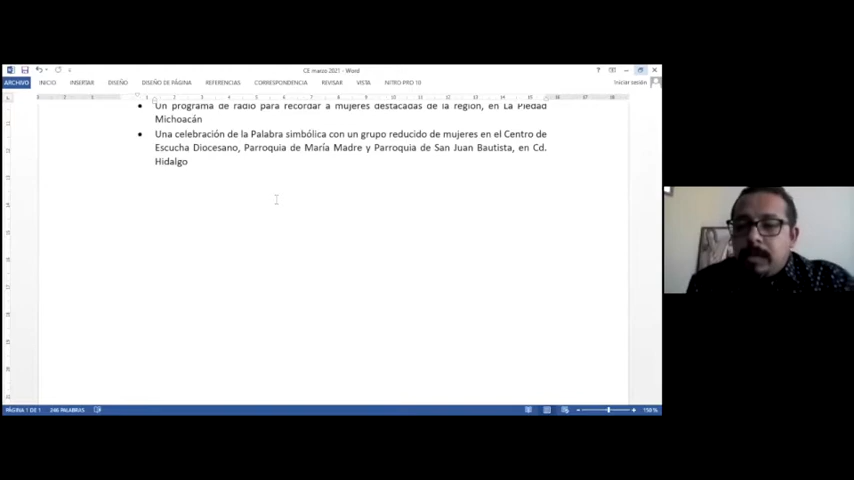 CE marzo 2021 - Word
ARCHIVO INICIO INSERTAR DISEÑO DISEÑO DE PÁGINA REFERENCIAS CORRESPONDENCIA REVISAR VISTA NITRO PRO 10 Iniciar sesión
Un programa de radio para recordar a mujeres destacadas de la región, en La Piedad
Michoacán
Una celebración de la Palabra simbólica con un grupo reducido de mujeres en el Centro de
Escucha Diocesano, Parroquia de María Madre y Parroquia de San Juan Bautista, en Cd.
Hidalgo
PÁGINA 1 DE 1 246 PALABRAS 150 %